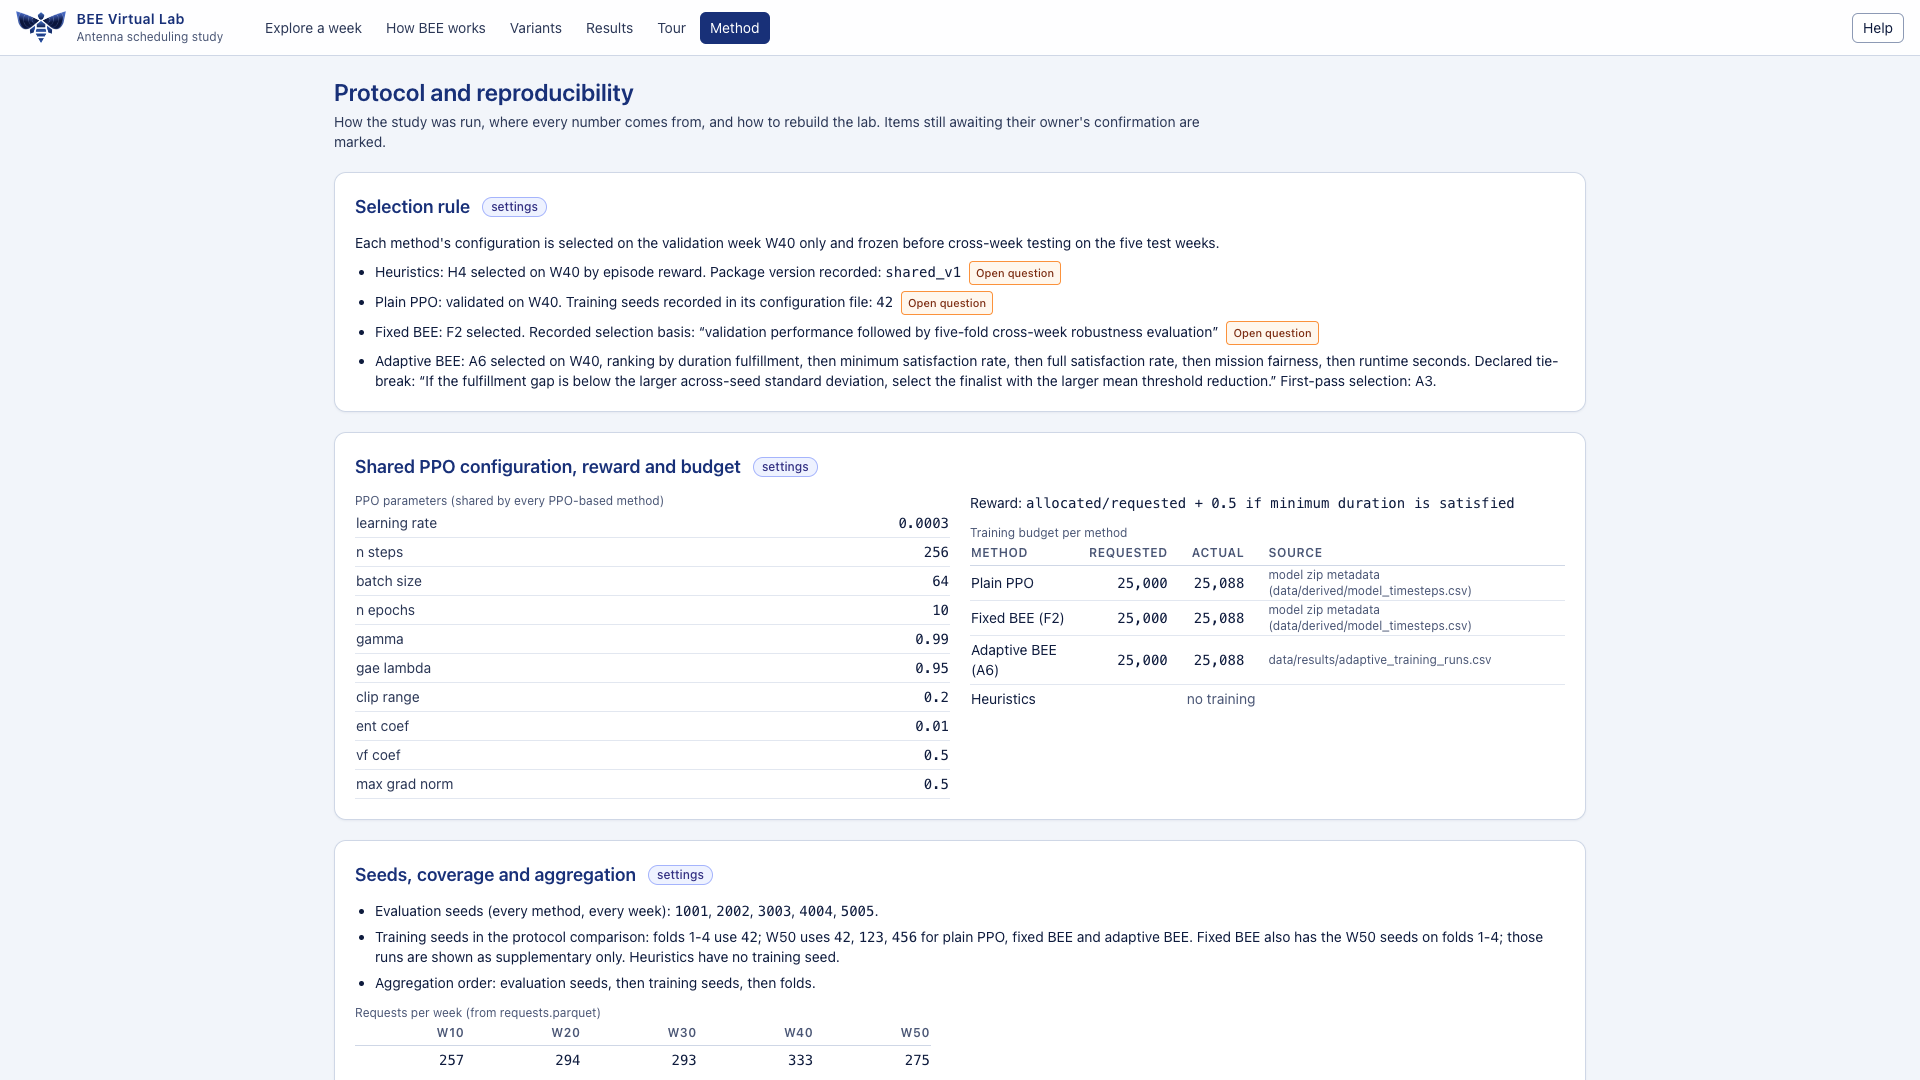 BEE Virtual Lab
Antenna scheduling study
Explore a week
How BEE works
Variants
Results
Tour
Method
Help
Protocol and reproducibility
How the study was run, where every number comes from, and how to rebuild the lab. Items still awaiting their owner's confirmation are
marked.
Selection rule settings
Each method's configuration is selected on the validation week W40 only and frozen before cross-week testing on the five test weeks.
• Heuristics: H4 selected on W40 by episode reward. Package version recorded: shared_v1 Open question
• Plain PPO: validated on W40. Training seeds recorded in its configuration file: 42 Open question
• Fixed BEE: F2 selected. Recorded selection basis: “validation performance followed by five-fold cross-week robustness evaluation” Open question
• Adaptive BEE: A6 selected on W40, ranking by duration fulfillment, then minimum satisfaction rate, then full satisfaction rate, then mission fairness, then runtime seconds. Declared tie-
break: “If the fulfillment gap is below the larger across-seed standard deviation, select the finalist with the larger mean threshold reduction.” First-pass selection: A3.
Shared PPO configuration, reward and budget settings
PPO parameters (shared by every PPO-based method)
learning rate 0.0003
n steps 256
batch size 64
n epochs 10
gamma 0.99
gae lambda 0.95
clip range 0.2
ent coef 0.01
vf coef 0.5
max grad norm 0.5
Reward: allocated/requested + 0.5 if minimum duration is satisfied
Training budget per method
METHOD REQUESTED ACTUAL SOURCE
Plain PPO 25,000 25,088 model zip metadata
(data/derived/model_timesteps.csv)
Fixed BEE (F2) 25,000 25,088 model zip metadata
(data/derived/model_timesteps.csv)
Adaptive BEE
(A6) 25,000 25,088 data/results/adaptive_training_runs.csv
Heuristics no training
Seeds, coverage and aggregation settings
• Evaluation seeds (every method, every week): 1001, 2002, 3003, 4004, 5005.
• Training seeds in the protocol comparison: folds 1-4 use 42; W50 uses 42, 123, 456 for plain PPO, fixed BEE and adaptive BEE. Fixed BEE also has the W50 seeds on folds 1-4; those
runs are shown as supplementary only. Heuristics have no training seed.
• Aggregation order: evaluation seeds, then training seeds, then folds.
Requests per week (from requests.parquet)
W10 W20 W30 W40 W50
257 294 293 333 275